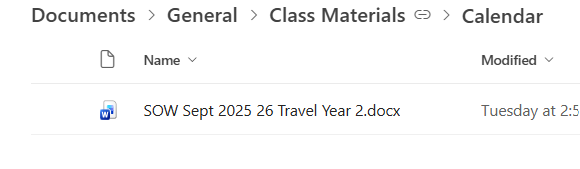 Documents > General > Class Materials > Calendar
Name Modified
SOW Sept 2025 26 Travel Year 2.docx Tuesday at 2:5